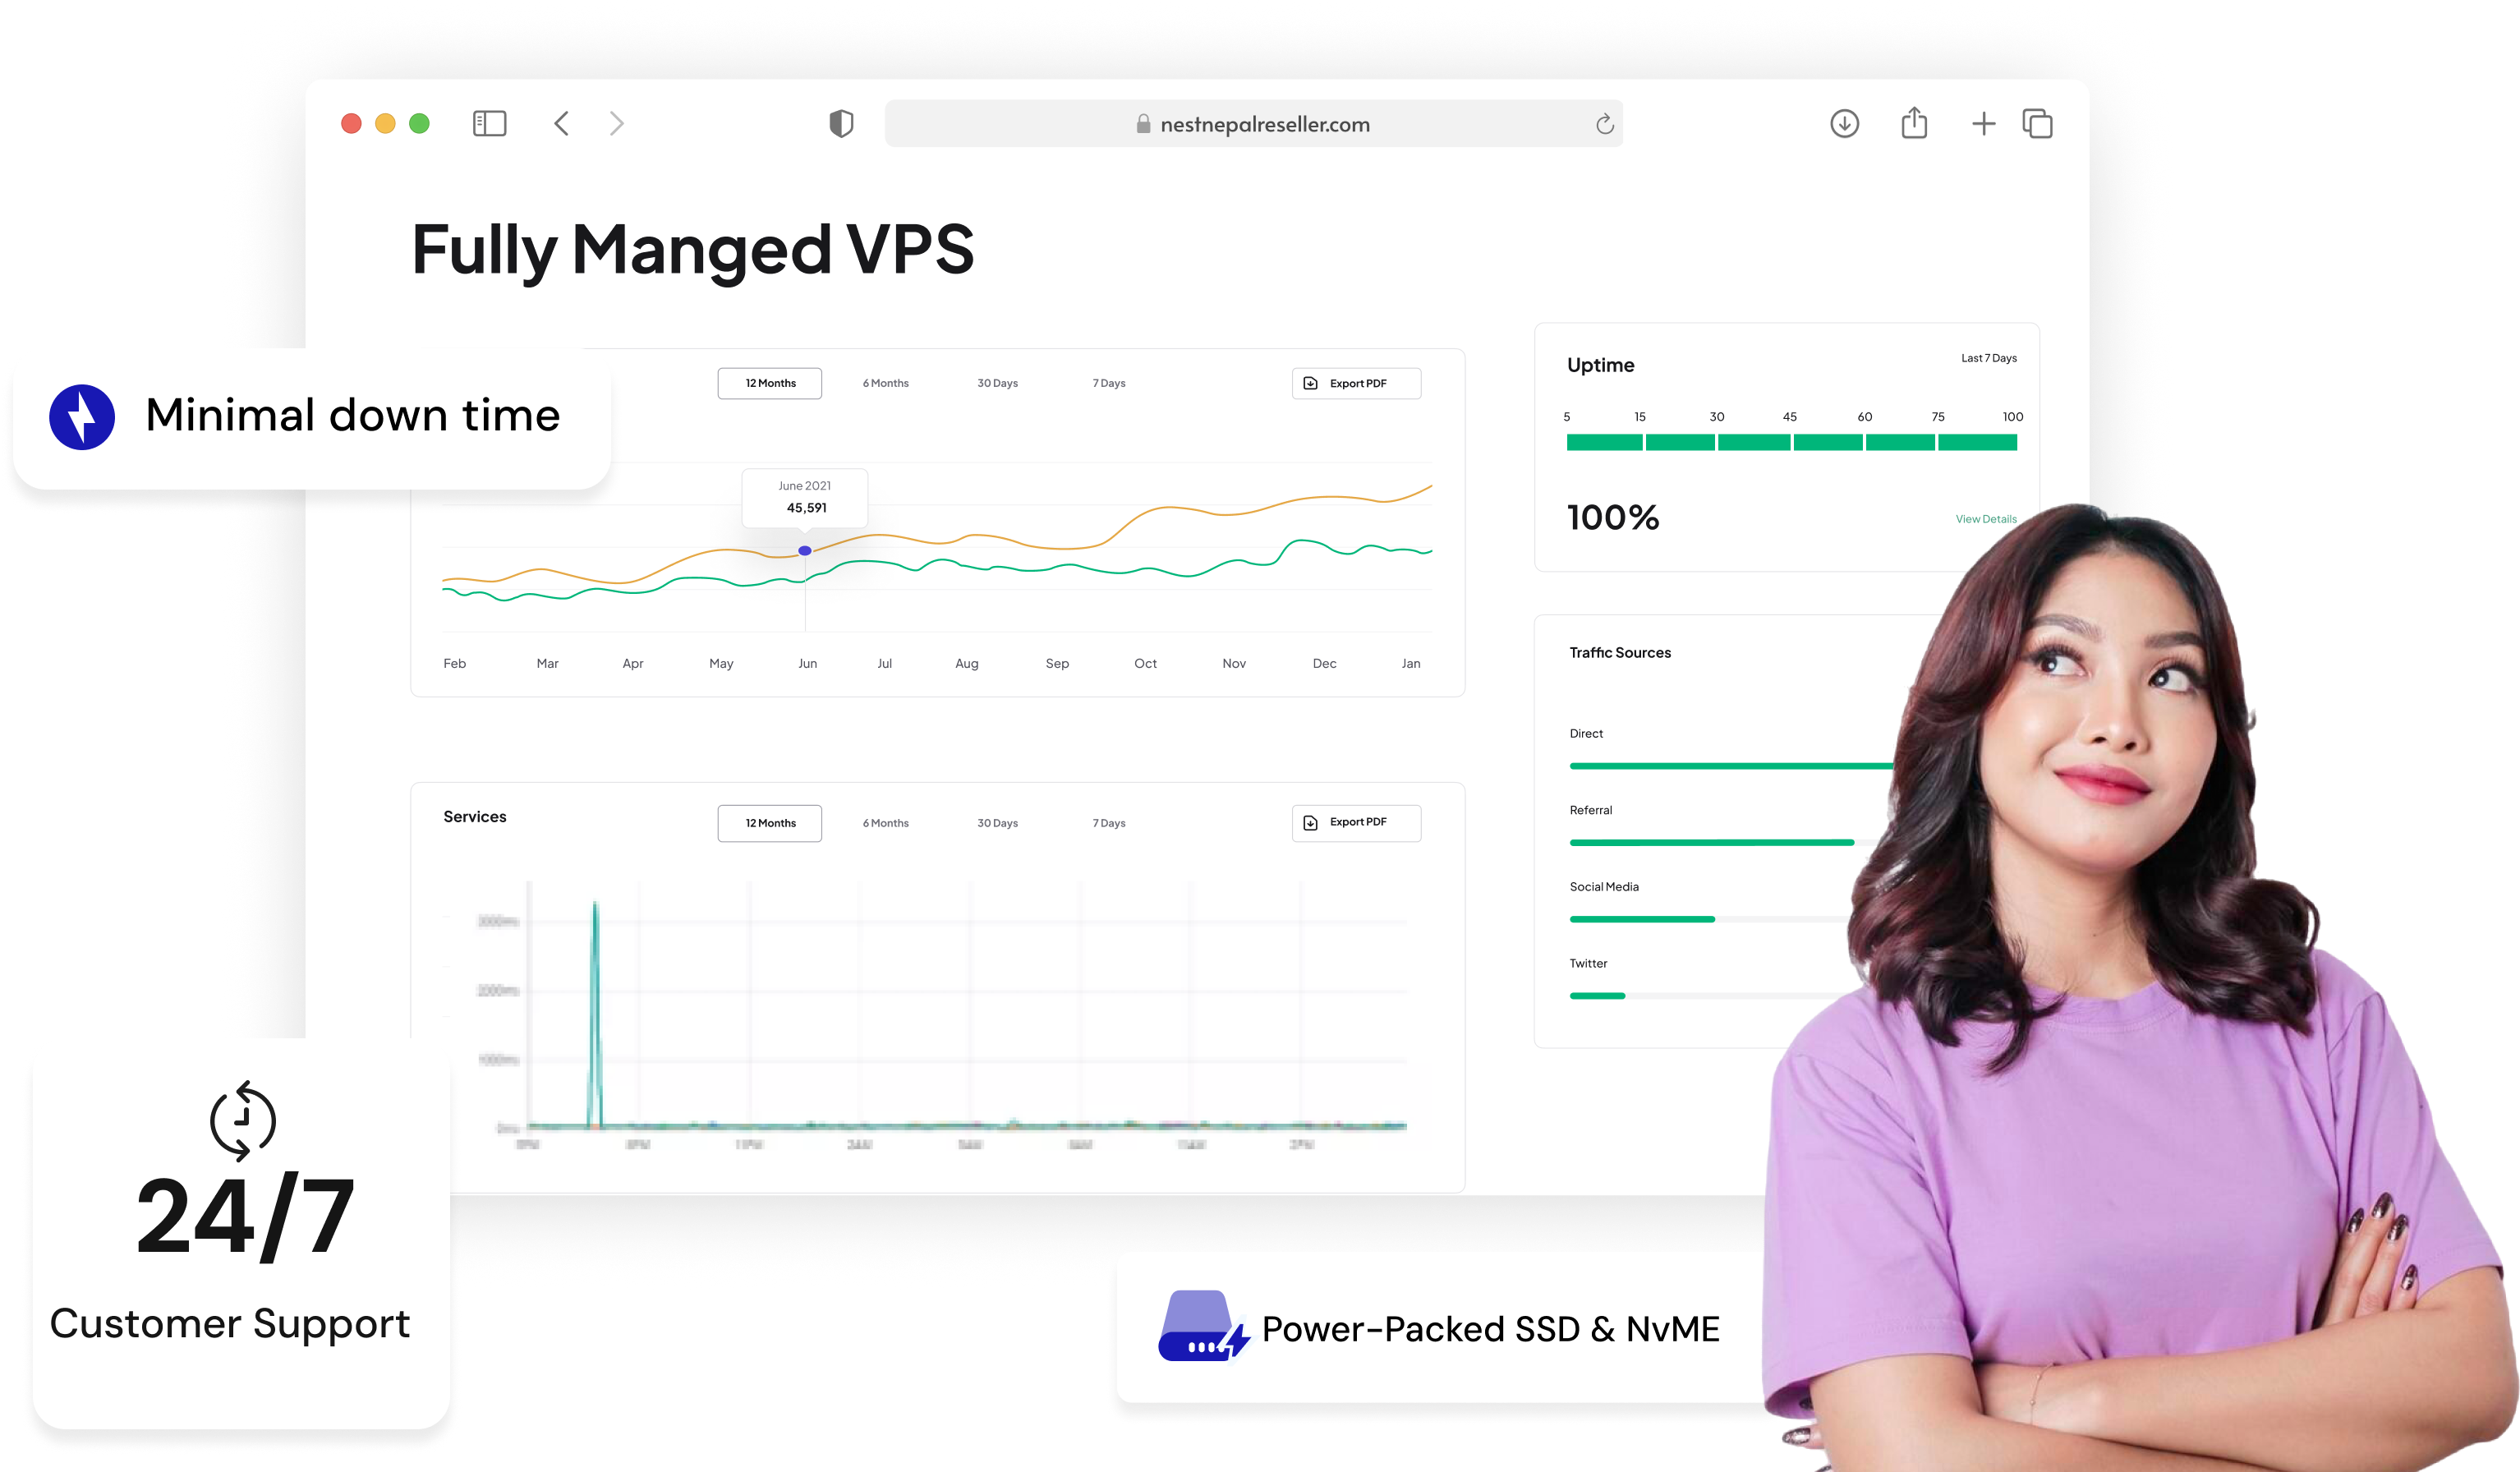 nestnepalreseller.com
Fully Manged VPS
Minimal down time
12 Months 6 Months 30 Days 7 Days Export PDF
June 2021
45,591
Feb Mar Apr May Jun Jul Aug Sep Oct Nov Dec Jan
Uptime Last 7 Days
5 15 30 45 60 75 100
100% View Details
Traffic Sources
Direct
Referral
Social Media
Twitter
Services 12 Months 6 Months 30 Days 7 Days Export PDF
24/7
Customer Support
Power-Packed SSD & NvME